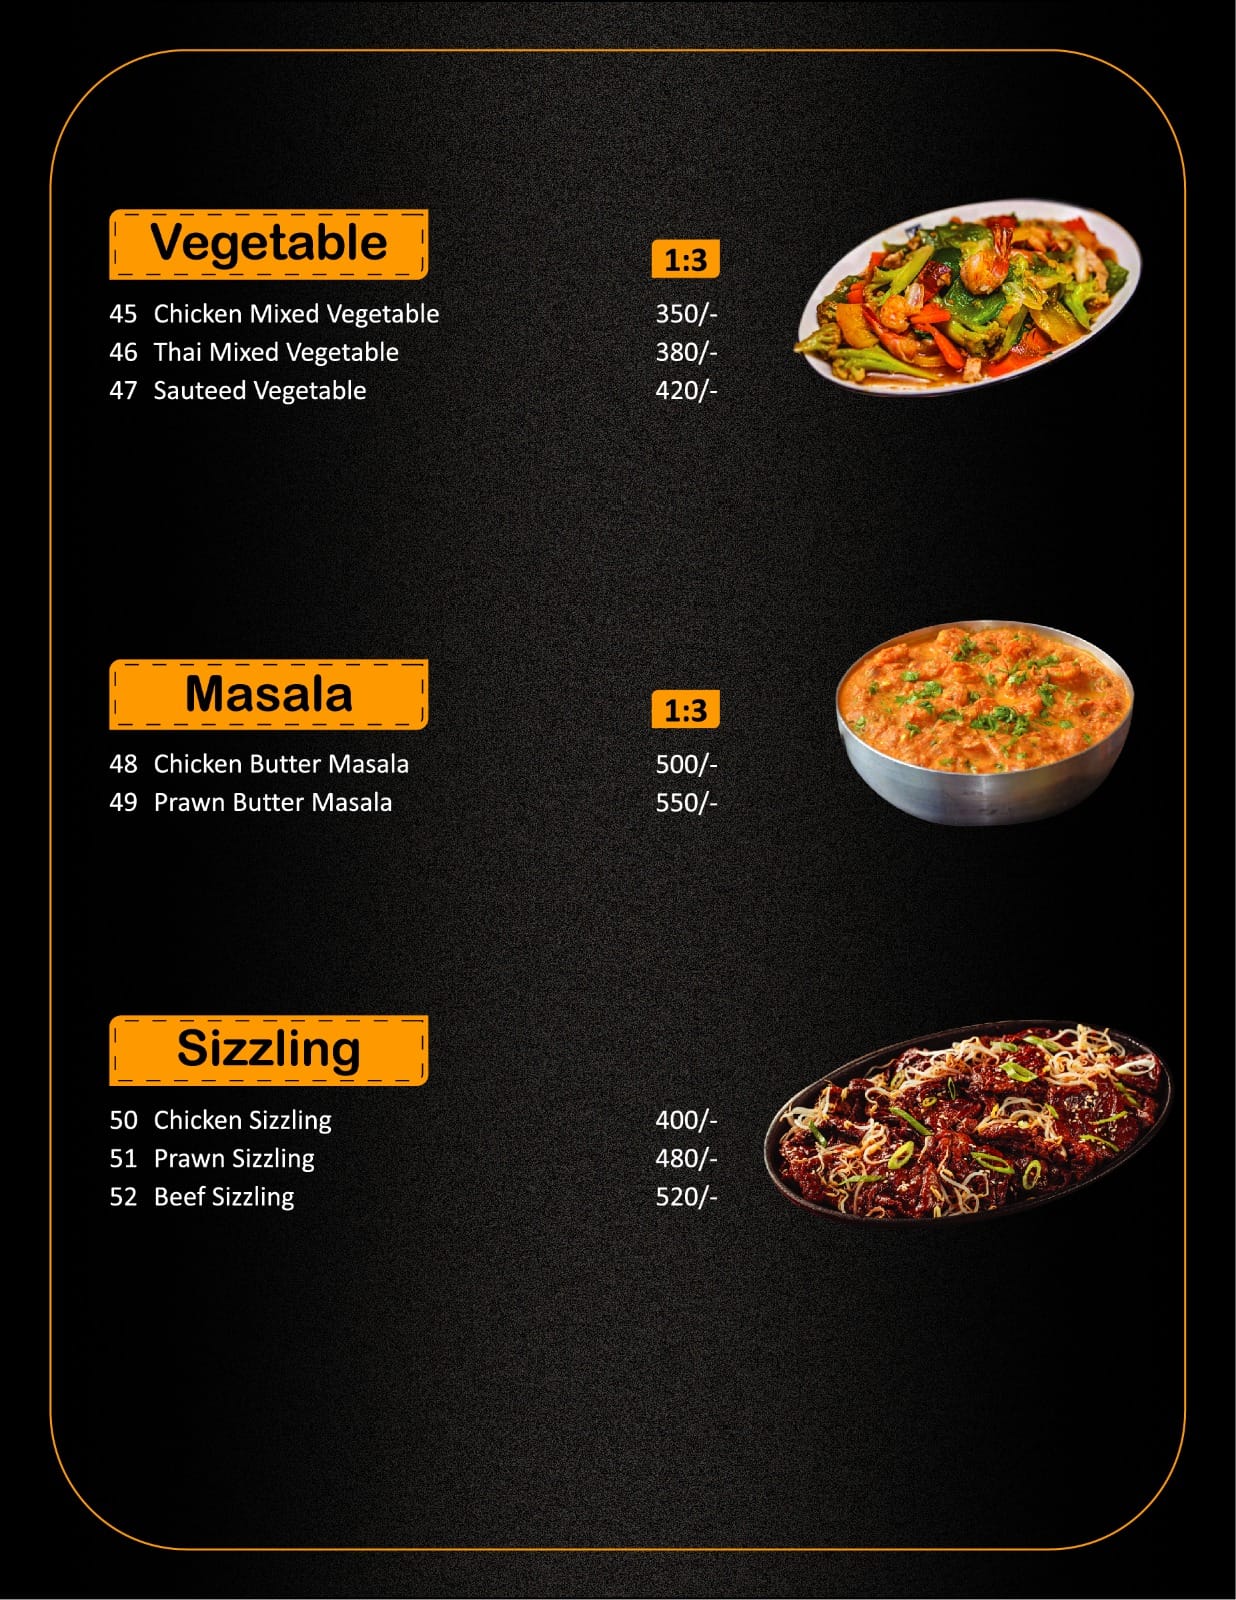 Vegetable 1:3
45 Chicken Mixed Vegetable 350/-
46 Thai Mixed Vegetable 380/-
47 Sauteed Vegetable 420/-
Masala 1:3
48 Chicken Butter Masala 500/-
49 Prawn Butter Masala 550/-
Sizzling
50 Chicken Sizzling 400/-
51 Prawn Sizzling 480/-
52 Beef Sizzling 520/-